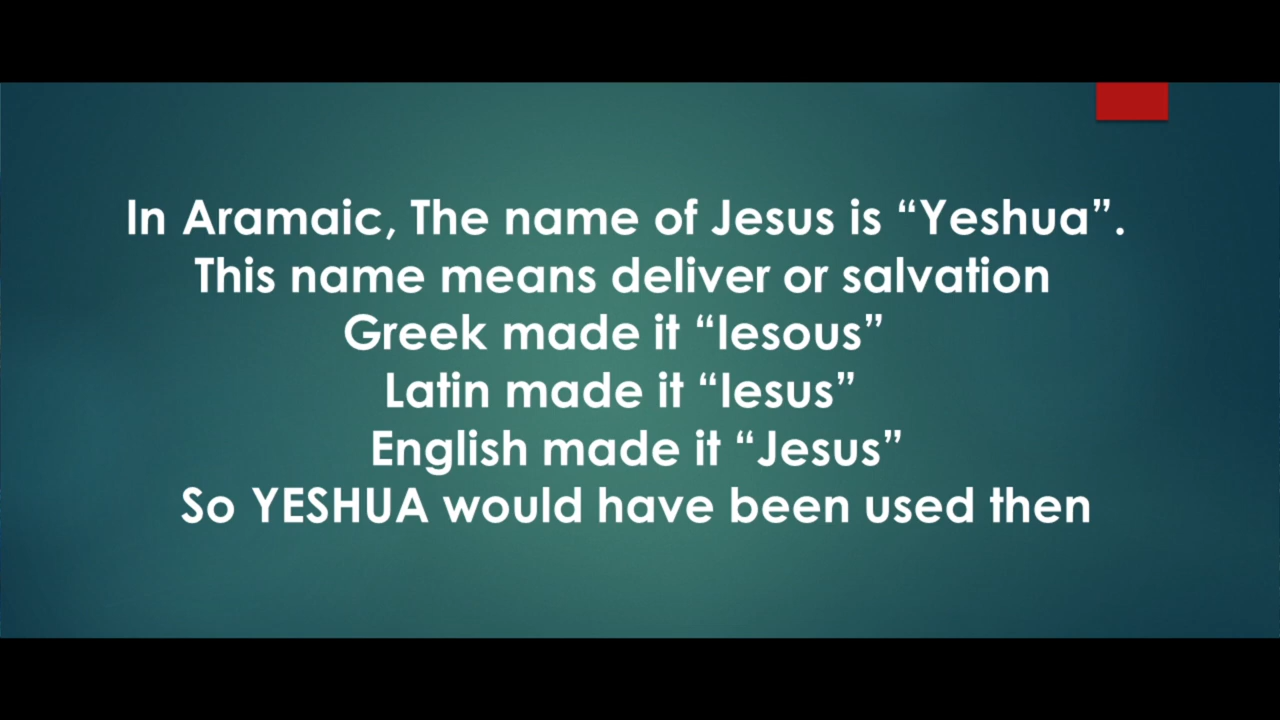 In Aramaic, The name of Jesus is “Yeshua”.
This name means deliver or salvation
Greek made it “Iesous”
Latin made it “Iesus”
English made it “Jesus”
So YESHUA would have been used then